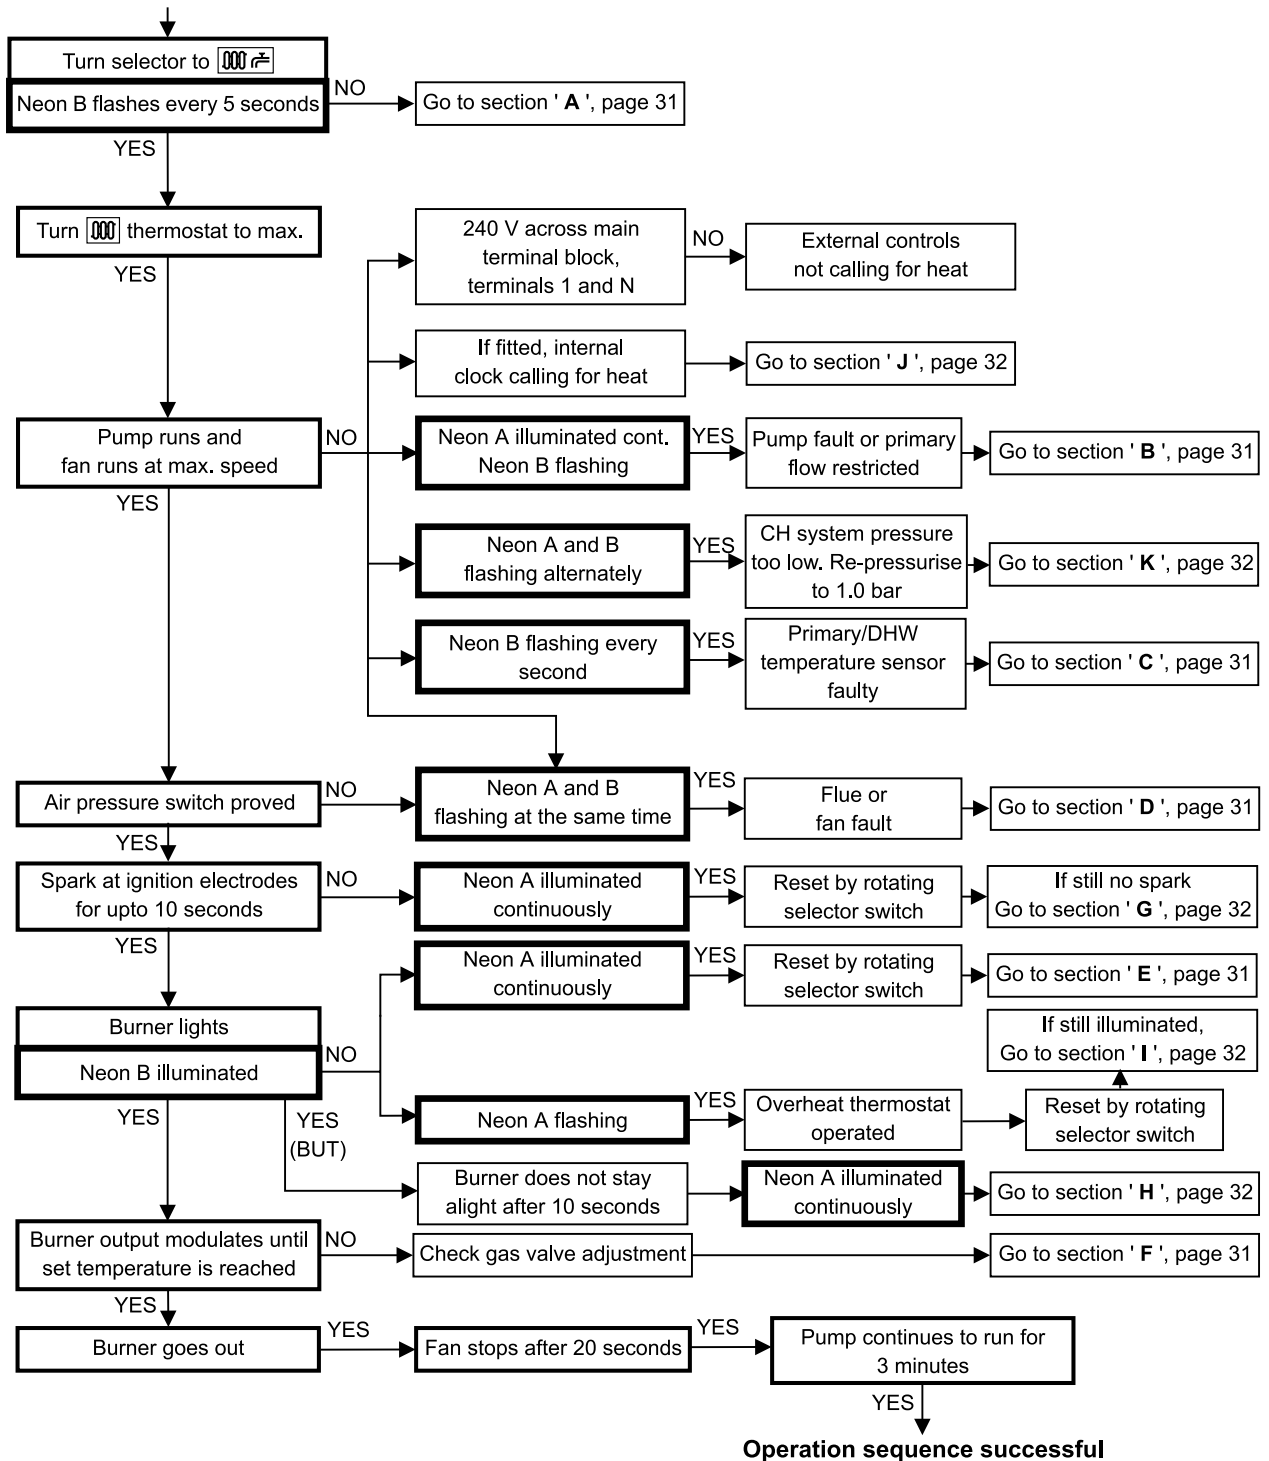 Turn selector to
Neon B flashes every 5 seconds
NO
Go to section ' A ', page 31
YES
Turn thermostat to max.
YES
240 V across main
terminal block,
terminals 1 and N
NO
External controls
not calling for heat
If fitted, internal
clock calling for heat
Go to section ' J ', page 32
Pump runs and
fan runs at max. speed
NO
Neon A illuminated cont.
Neon B flashing
YES
Pump fault or primary
flow restricted
Go to section ' B ', page 31
YES
Neon A and B
flashing alternately
YES
CH system pressure
too low. Re-pressurise
to 1.0 bar
Go to section ' K ', page 32
Neon B flashing every
second
YES
Primary/DHW
temperature sensor
faulty
Go to section ' C ', page 31
Air pressure switch proved
NO
Neon A and B
flashing at the same time
YES
Flue or
fan fault
Go to section ' D ', page 31
YES
Spark at ignition electrodes
for upto 10 seconds
NO
Neon A illuminated
continuously
YES
Reset by rotating
selector switch
If still no spark
Go to section ' G ', page 32
YES
Neon A illuminated
continuously
YES
Reset by rotating
selector switch
Go to section ' E ', page 31
Burner lights
Neon B illuminated
NO
If still illuminated,
Go to section ' I ', page 32
Neon A flashing
YES
Overheat thermostat
operated
Reset by rotating
selector switch
YES
YES
(BUT)
Burner does not stay
alight after 10 seconds
Neon A illuminated
continuously
Go to section ' H ', page 32
Burner output modulates until
set temperature is reached
NO
Check gas valve adjustment
Go to section ' F ', page 31
YES
Burner goes out
YES
Fan stops after 20 seconds
YES
Pump continues to run for
3 minutes
YES
Operation sequence successful